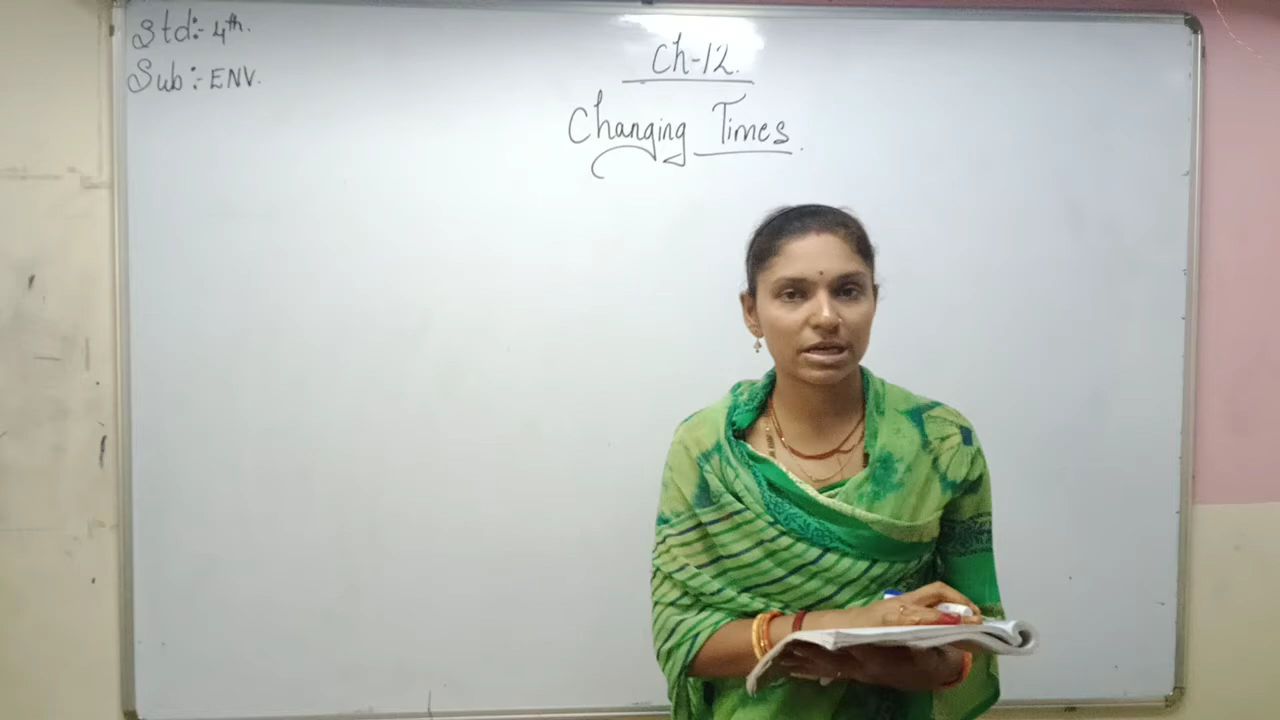 Std:- 4th.
Sub:- ENV.
Ch-12.
Changing Times.